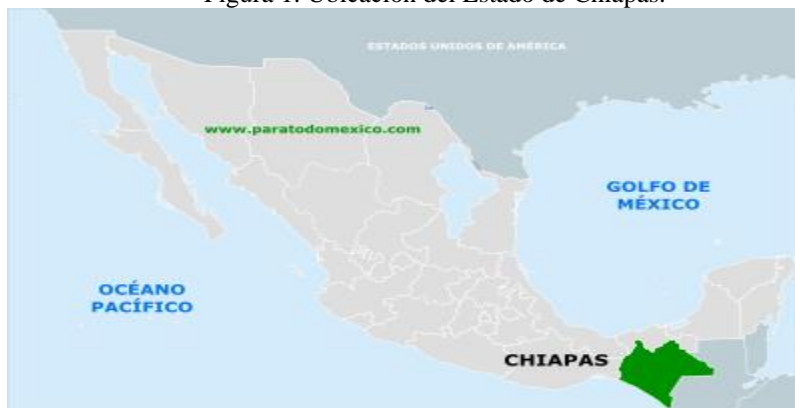 Figura 1. Ubicación del Estado de Chiapas.
ESTADOS UNIDOS DE AMÉRICA
www.paratodomexico.com
GOLFO DE
MÉXICO
OCÉANO
PACÍFICO
CHIAPAS